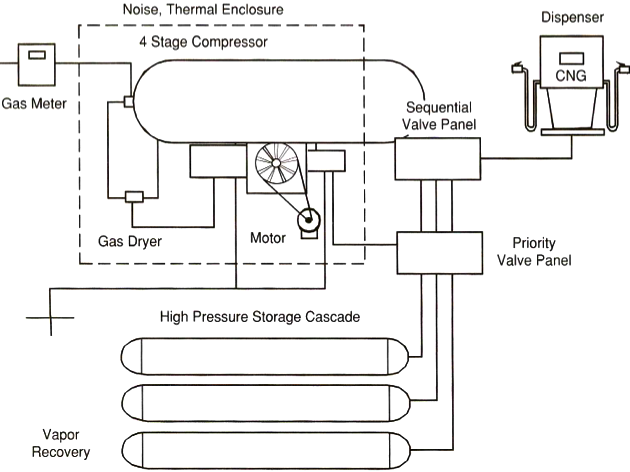 Noise, Thermal Enclosure
Dispenser
4 Stage Compressor
CNG
Gas Meter
Sequential
Valve Panel
Gas Dryer
Motor
Priority
Valve Panel
High Pressure Storage Cascade
Vapor
Recovery